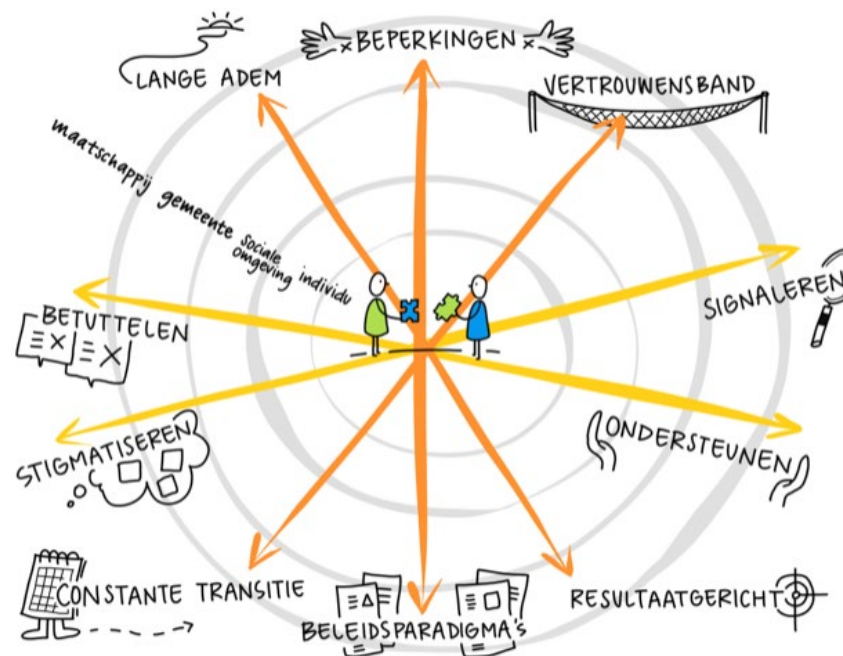 BEPERKINGEN
LANGE ADEM
VERTROUWENSBAND
maatschappij gemeente sociale omgeving individu
SIGNALEREN
BETUTTELEN
STIGMATISEREN
ONDERSTEUNEN
CONSTANTE TRANSITIE
RESULTAATGERICHT
BELEIDSPARADIGMA's